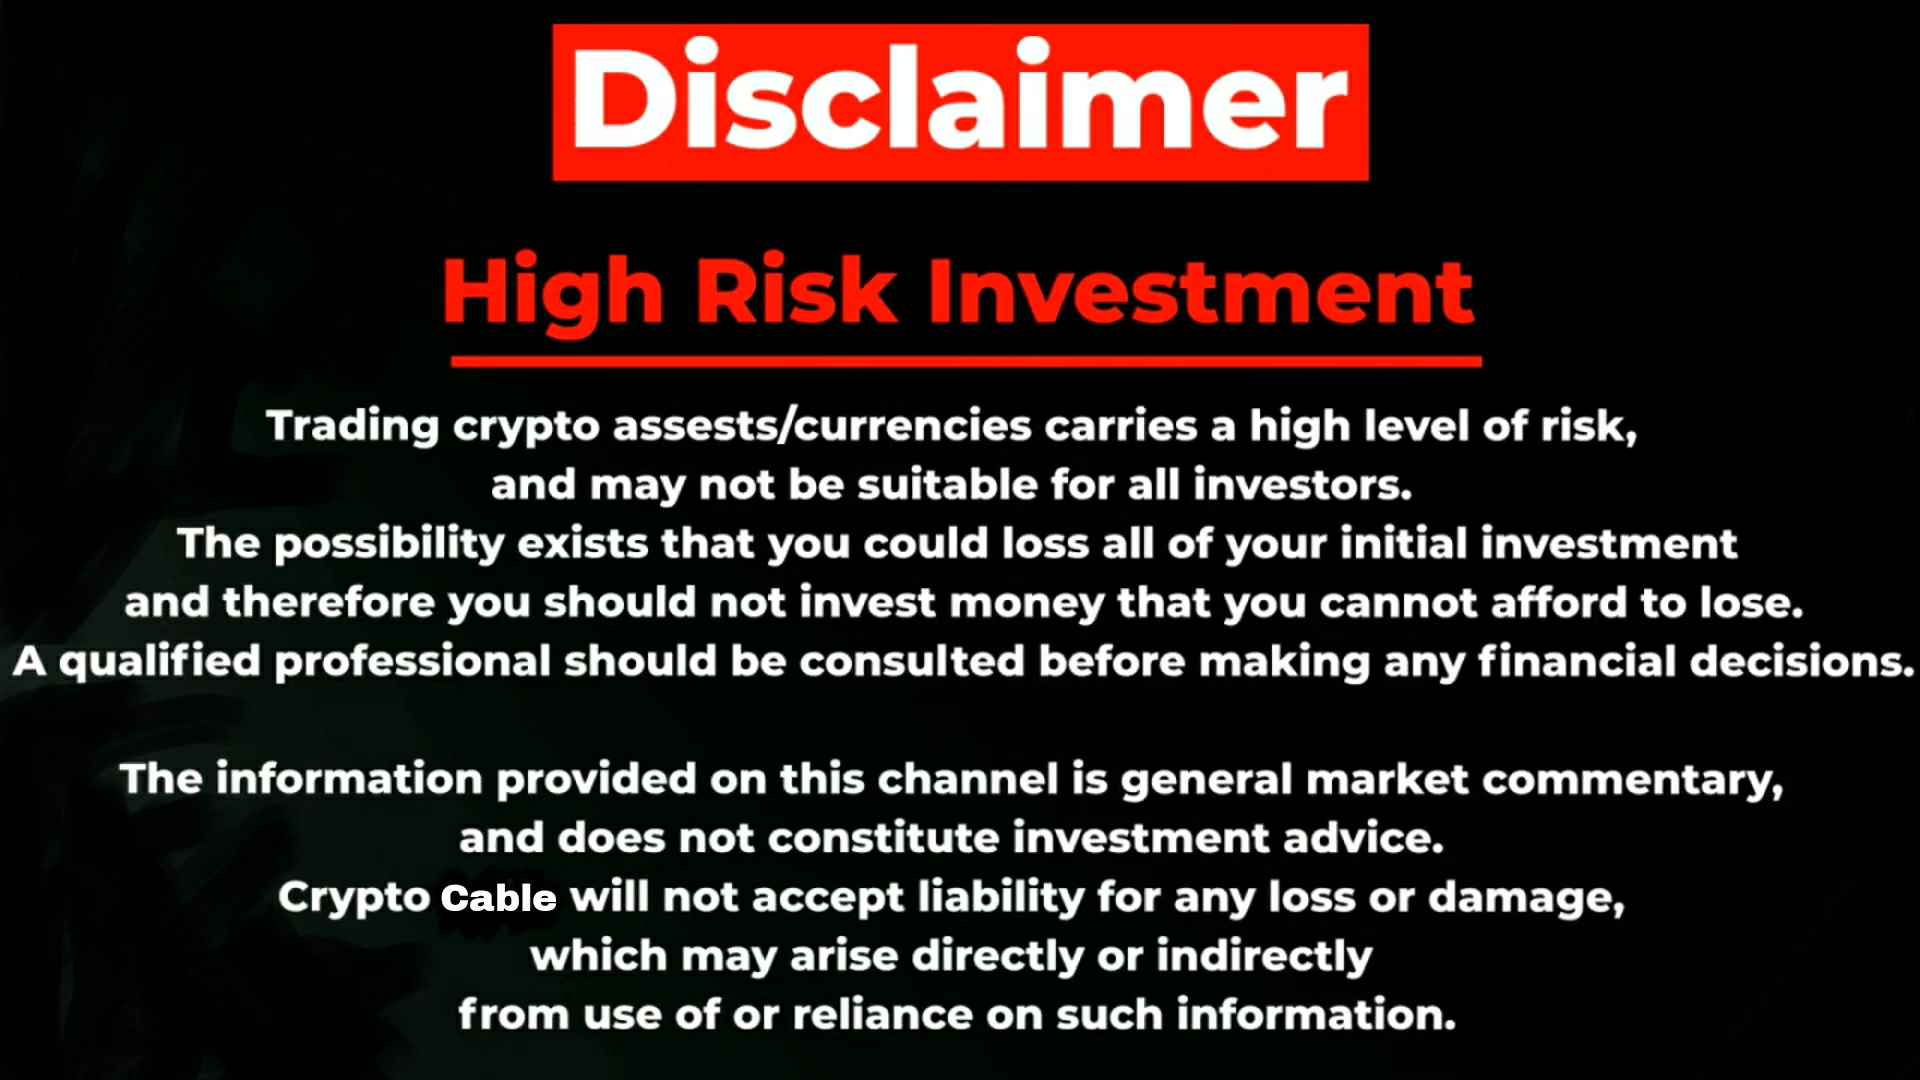 Disclaimer
High Risk Investment
Trading crypto assests/currencies carries a high level of risk,
and may not be suitable for all investors.
The possibility exists that you could loss all of your initial investment
and therefore you should not invest money that you cannot afford to lose.
A qualified professional should be consulted before making any financial decisions.
The information provided on this channel is general market commentary,
and does not constitute investment advice.
Crypto Cable will not accept liability for any loss or damage,
which may arise directly or indirectly
from use of or reliance on such information.